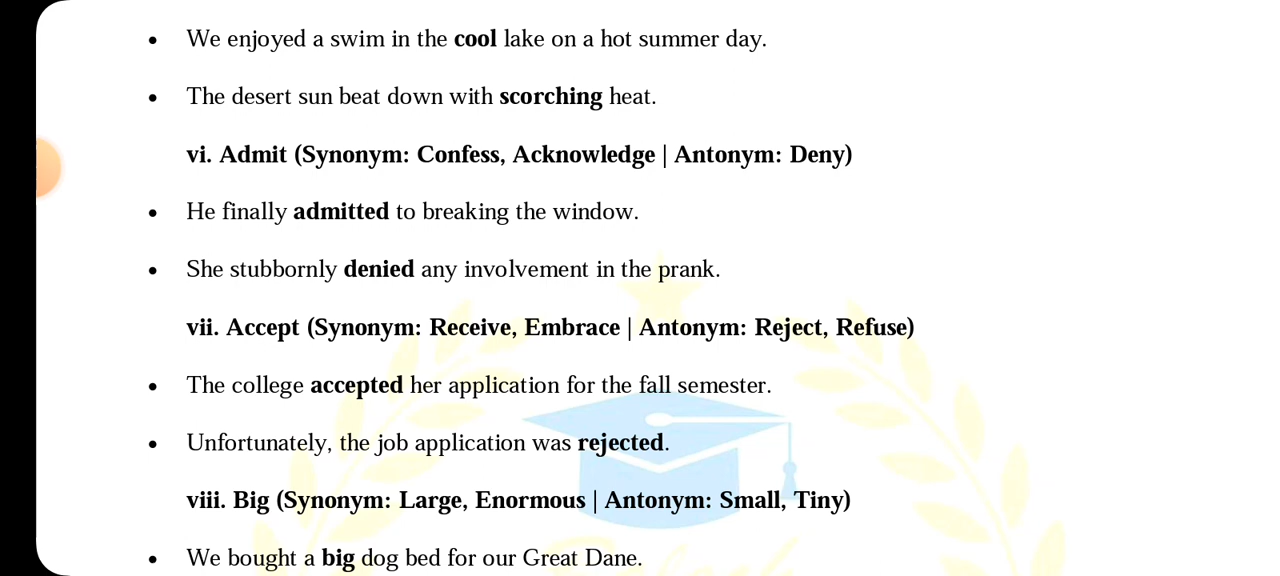 • We enjoyed a swim in the cool lake on a hot summer day.
• The desert sun beat down with scorching heat.
vi. Admit (Synonym: Confess, Acknowledge | Antonym: Deny)
• He finally admitted to breaking the window.
• She stubbornly denied any involvement in the prank.
vii. Accept (Synonym: Receive, Embrace | Antonym: Reject, Refuse)
• The college accepted her application for the fall semester.
• Unfortunately, the job application was rejected.
viii. Big (Synonym: Large, Enormous | Antonym: Small, Tiny)
• We bought a big dog bed for our Great Dane.